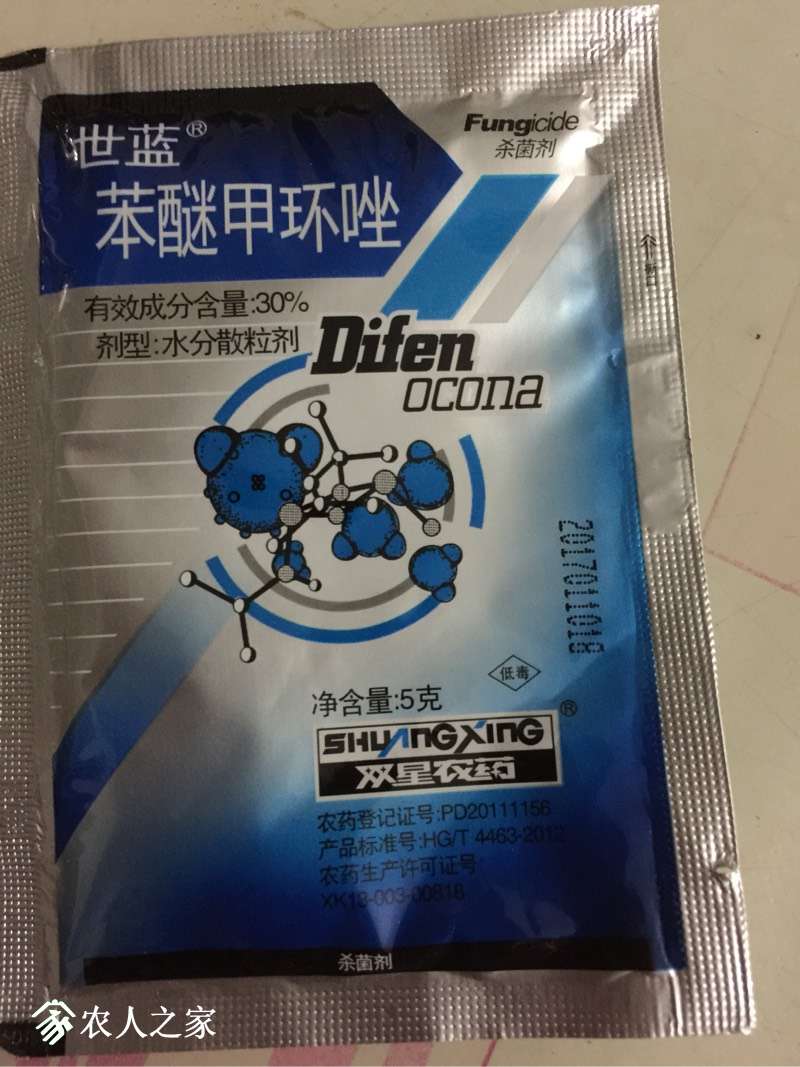 世蓝®
Fungicide
杀菌剂
苯醚甲环唑
有效成分含量:30%
剂型:水分散粒剂
Difen
ocona
低毒
净含量:5克
®
SHUANGXING
双星农药
农药登记证号:PD20111156
产品标准号:HG/T 4463-2012
农药生产许可证号
XK13-003-00818
杀菌剂
农人之家